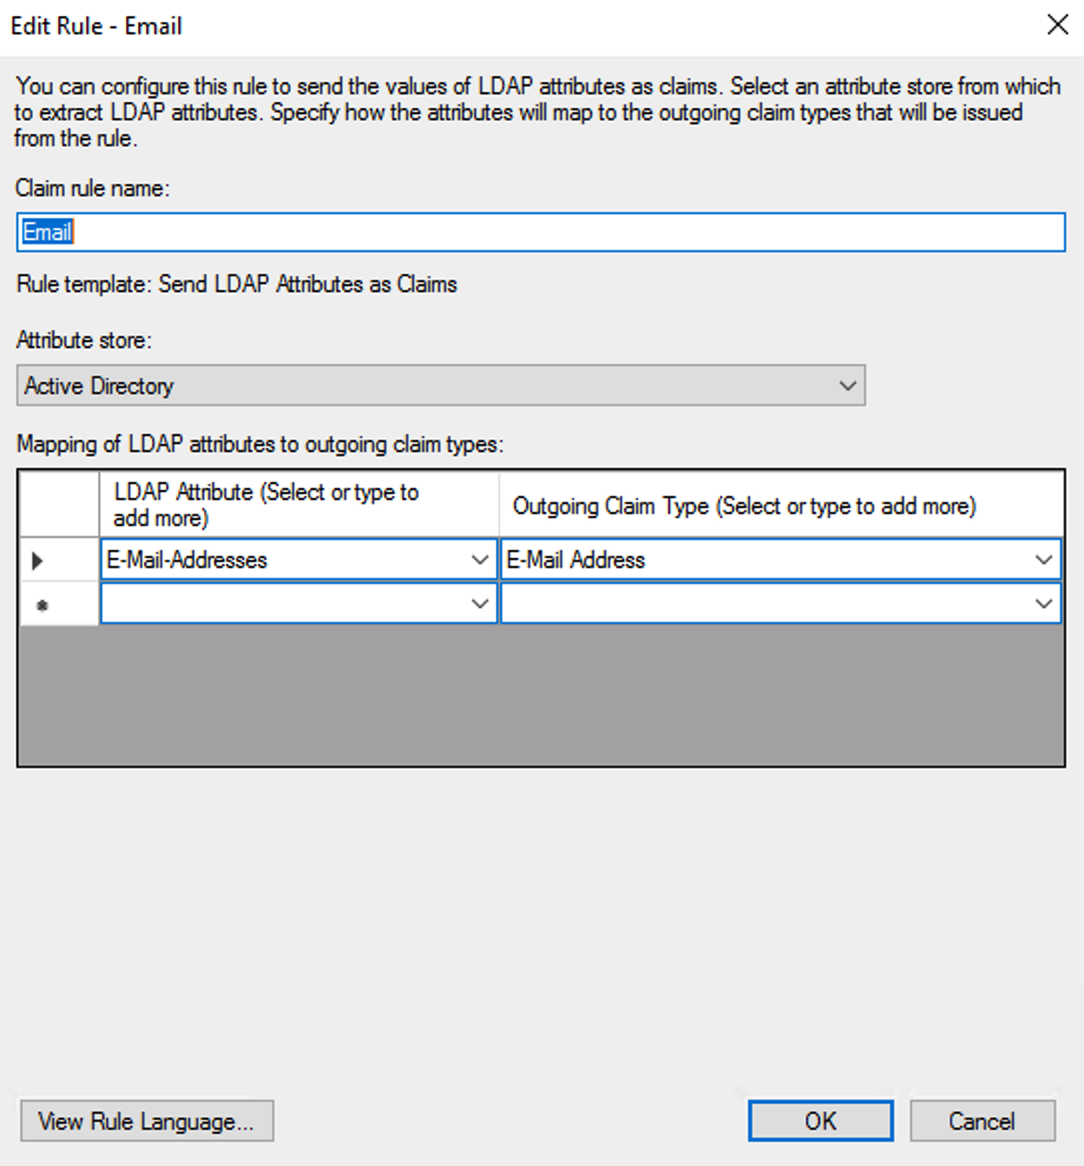 Edit Rule - Email
You can configure this rule to send the values of LDAP attributes as claims. Select an attribute store from which
to extract LDAP attributes. Specify how the attributes will map to the outgoing claim types that will be issued
from the rule.
Claim rule name:
Email
Rule template: Send LDAP Attributes as Claims
Attribute store:
Active Directory
Mapping of LDAP attributes to outgoing claim types:
LDAP Attribute (Select or type to
add more)
Outgoing Claim Type (Select or type to add more)
E-Mail-Addresses
E-Mail Address
View Rule Language...
OK
Cancel